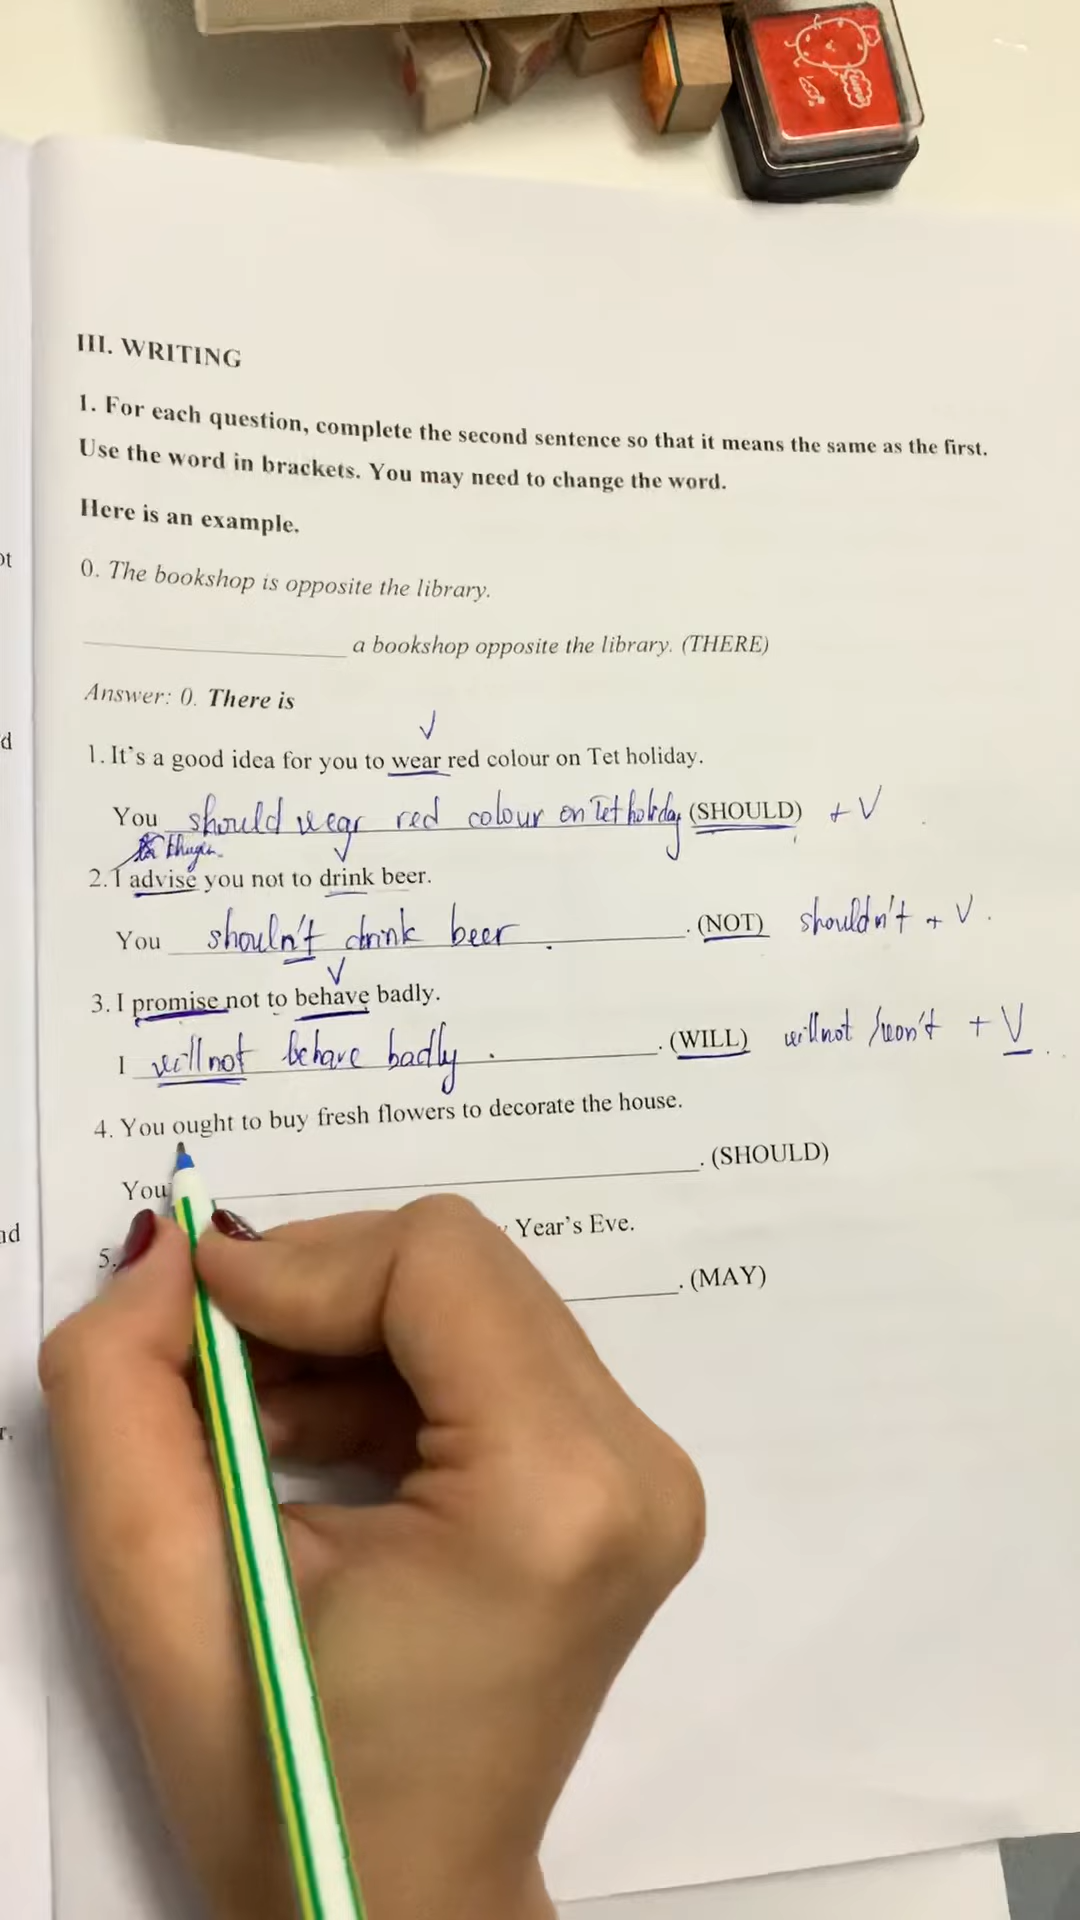 III. WRITING
1. For each question, complete the second sentence so that it means the same as the first.
Use the word in brackets. You may need to change the word.
Here is an example.
0. The bookshop is opposite the library.
a bookshop opposite the library. (THERE)
Answer: 0. There is
V
1. It's a good idea for you to wear red colour on Tet holiday.
You should wear red colour on Tet holiday (SHOULD) + V
khuyên V
2. I advise you not to drink beer.
You shouln't drink beer . . (NOT) shouldn't + V .
V
3. I promise not to behave badly.
I will not behave badly . . (WILL) will not / won't + V
4. You ought to buy fresh flowers to decorate the house.
You . (SHOULD)
5. Year's Eve.
. (MAY)
d
r.